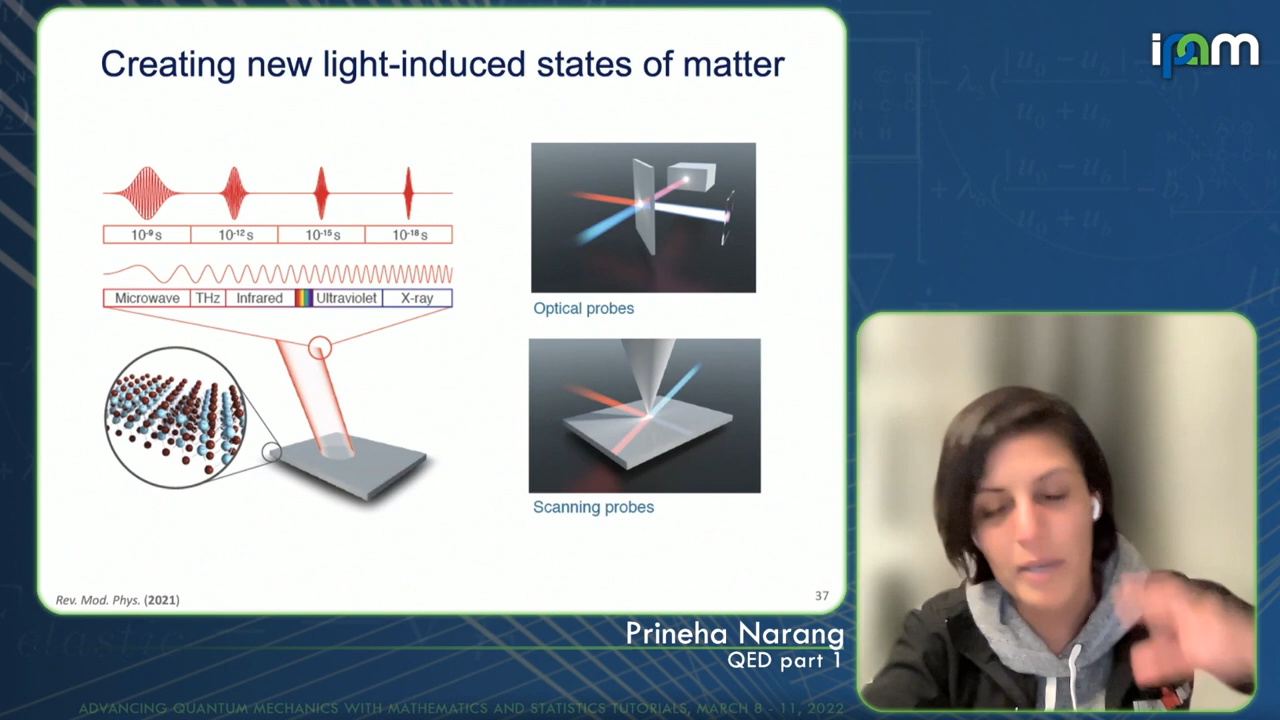 ipam
Creating new light-induced states of matter
10⁻⁹ s
10⁻¹² s
10⁻¹⁵ s
10⁻¹⁸ s
Microwave
THz
Infrared
Ultraviolet
X-ray
Optical probes
Scanning probes
Rev. Mod. Phys. (2021)
37
Prineha Narang
QED part 1
ADVANCING QUANTUM MECHANICS WITH MATHEMATICS AND STATISTICS TUTORIALS, MARCH 8 - 11, 2022